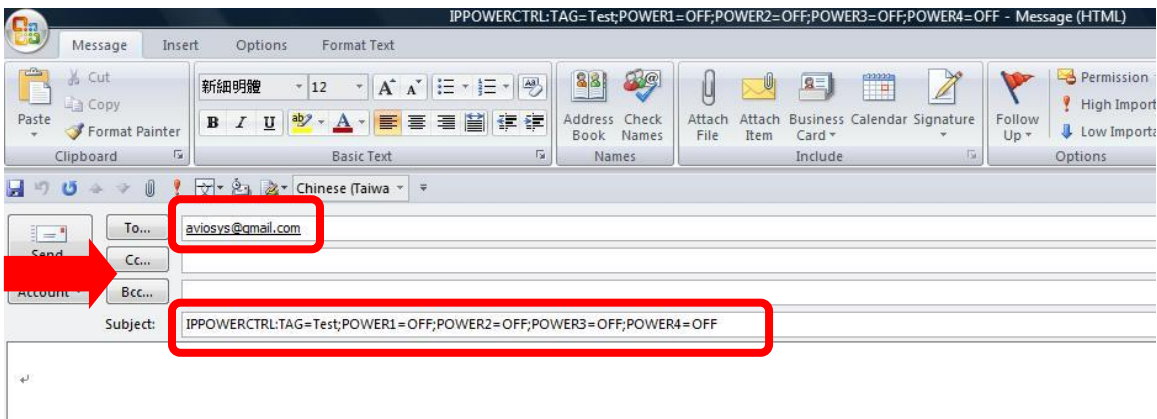 IPPOWERCTRL:TAG=Test;POWER1=OFF;POWER2=OFF;POWER3=OFF;POWER4=OFF - Message (HTML)
Message Insert Options Format Text
Cut
Copy
Format Painter
Paste
Clipboard
新細明體 12
B I U
Basic Text
Address Book
Check Names
Names
Attach File
Attach Item
Business Card
Calendar
Signature
Include
Follow Up
Permission
High Import
Low Importa
Options
Chinese (Taiwa
Send
Account
To... aviosys@gmail.com
Cc...
Bcc...
Subject: IPPOWERCTRL:TAG=Test;POWER1=OFF;POWER2=OFF;POWER3=OFF;POWER4=OFF